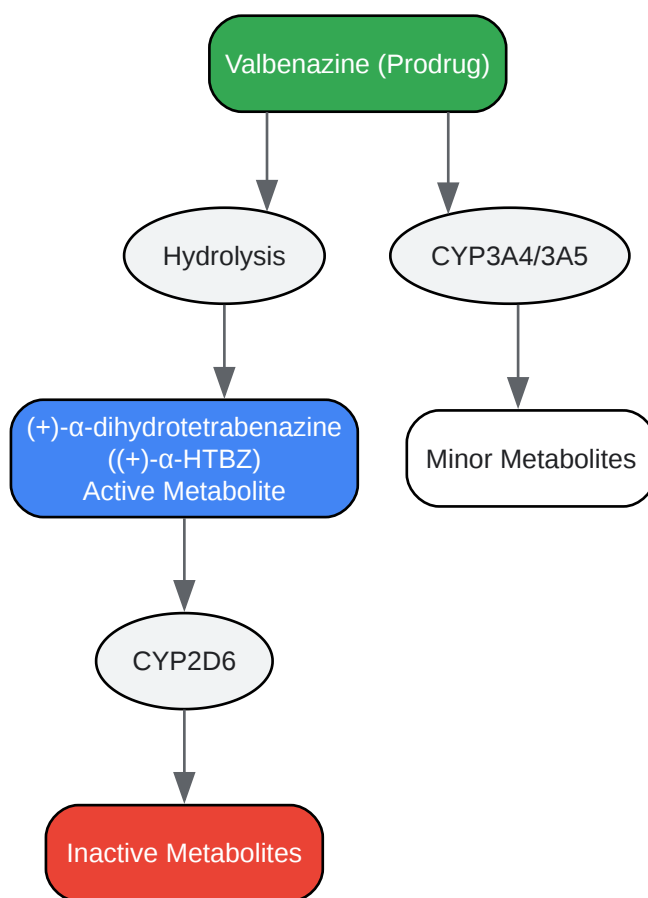 Valbenazine (Prodrug)
Hydrolysis
CYP3A4/3A5
(+)-α-dihydrotetrabenazine
((+)-α-HTBZ)
Active Metabolite
Minor Metabolites
CYP2D6
Inactive Metabolites